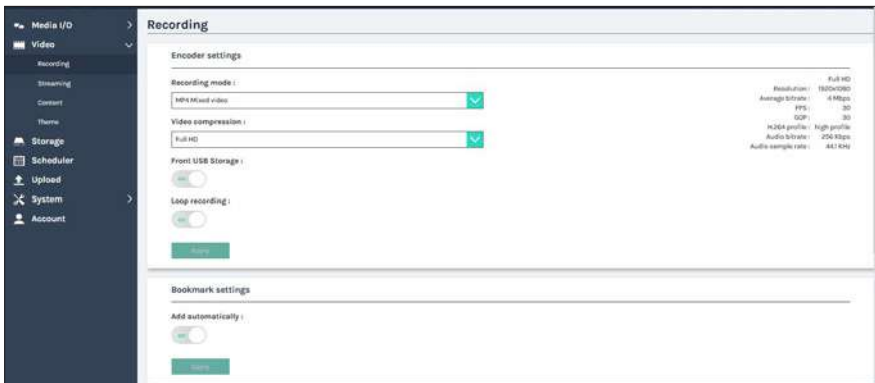 Media I/O
Video
Recording
Streaming
Content
Theme
Storage
Scheduler
Upload
System
Account
Recording
Encoder settings
Recording mode :
MP4 Mixed video
Video compression :
Full HD
Front USB Storage :
Loop recording :
Full HD
Resolution : 1920x1080
Average bitrate : 4 Mbps
FPS : 30
GOP : 30
H.264 profile : high profile
Audio bitrate : 256 Kbps
Audio sample rate : 44.1 KHz
Bookmark settings
Add automatically :